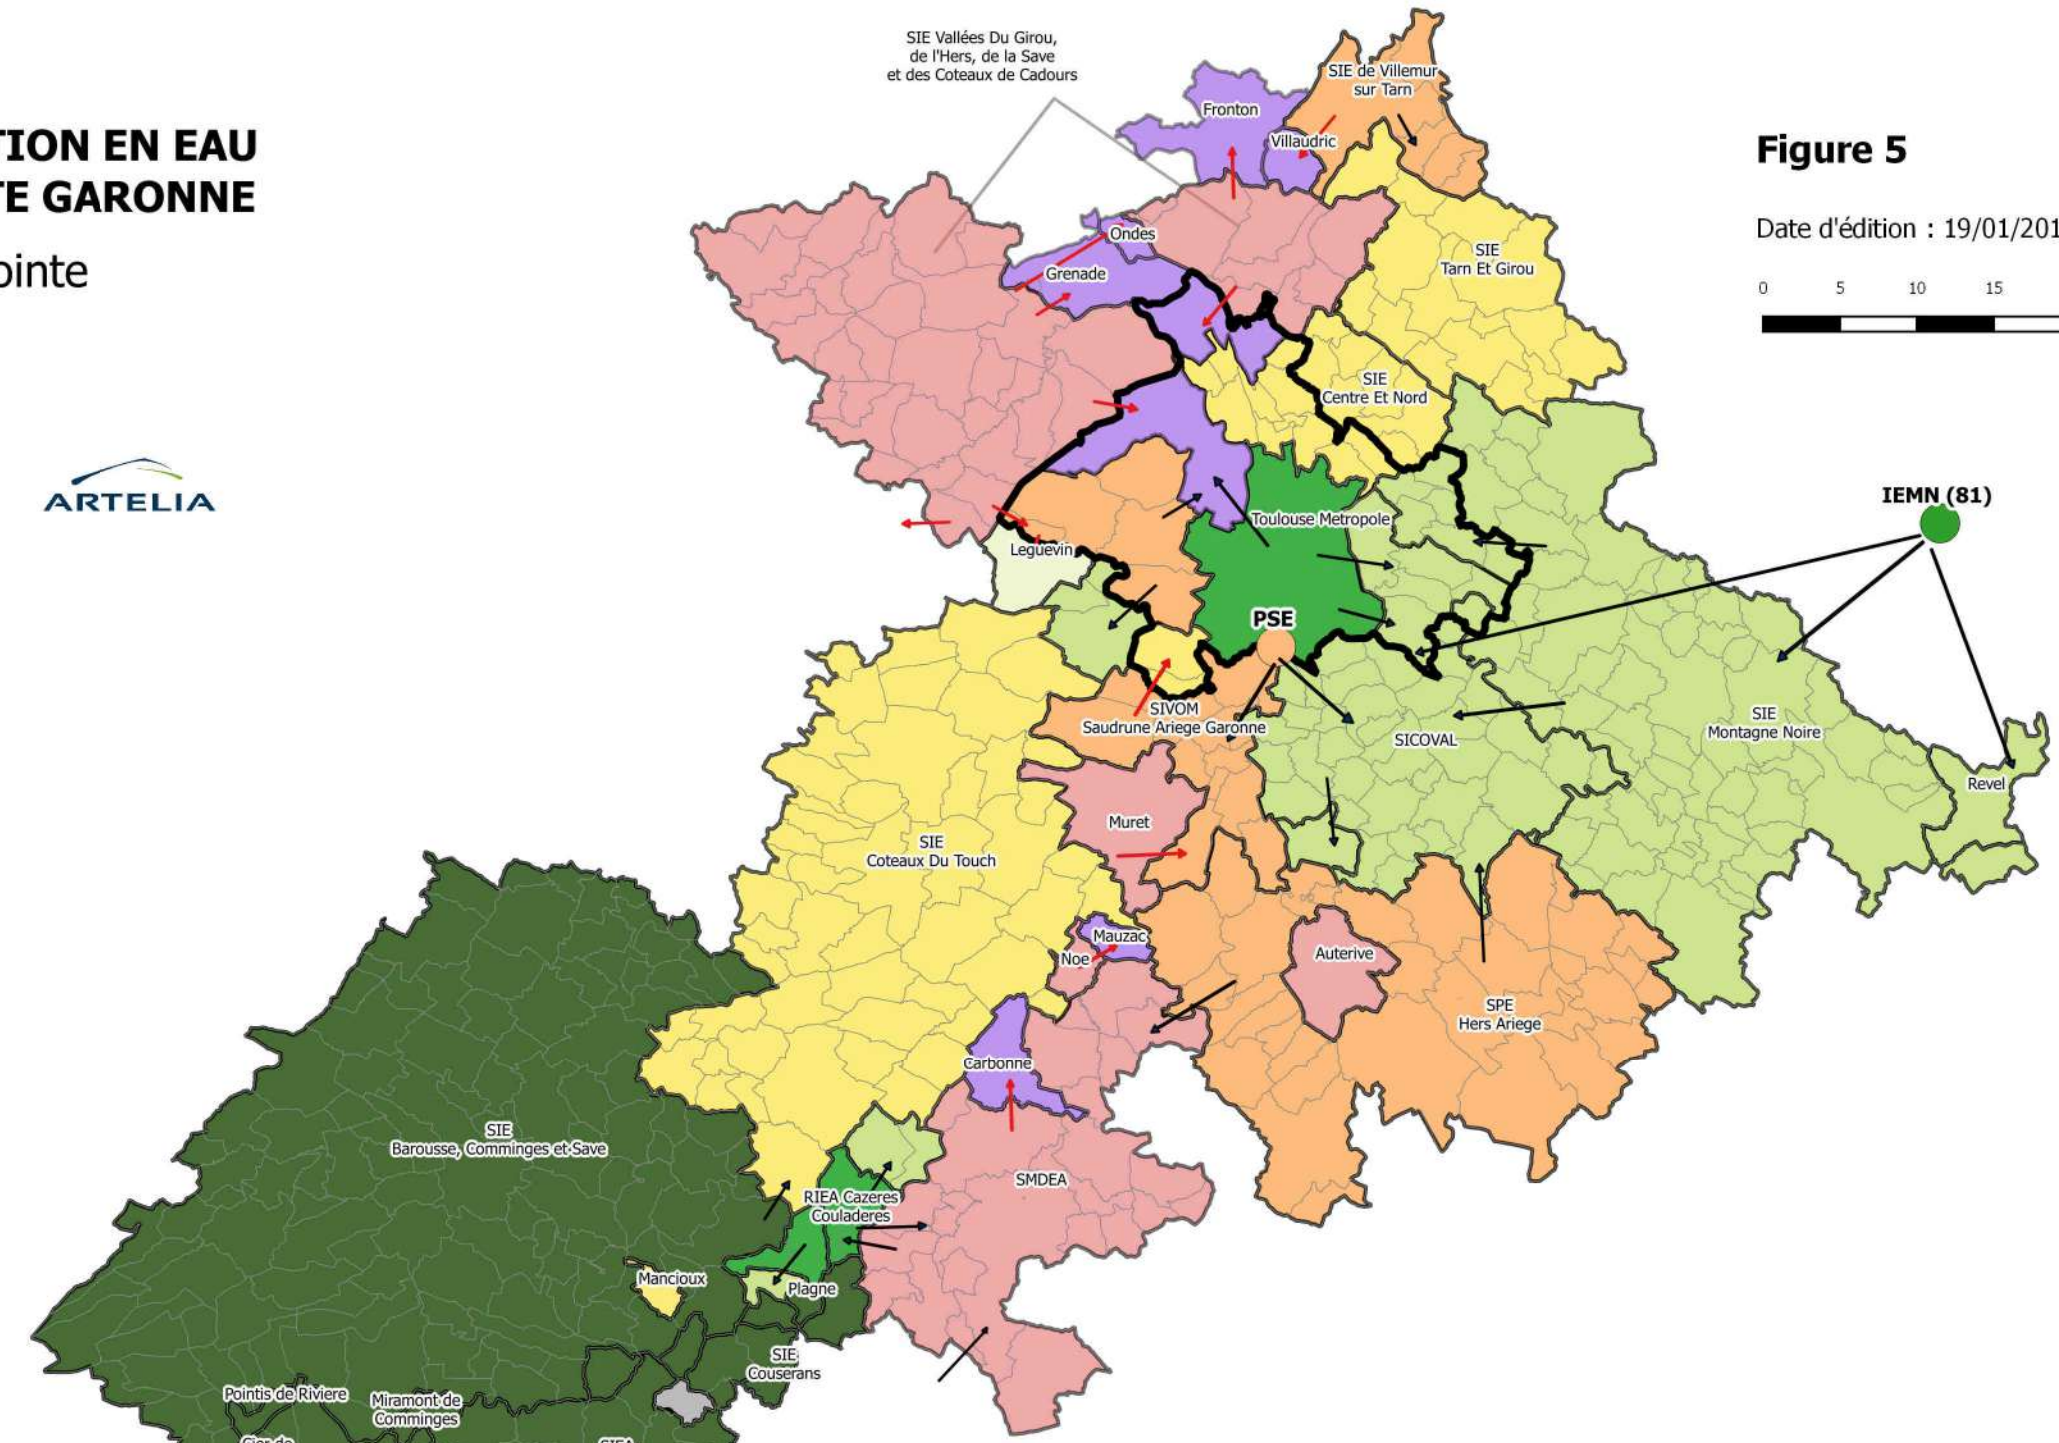 TION EN EAU
TE GARONNE
ointe
ARTELIA
SIE Vallées Du Girou,
de l'Hers, de la Save
et des Coteaux de Cadours
Figure 5
Date d'édition : 19/01/201
0 5 10 15
SIE de Villemur
sur Tarn
Fronton
Villaudric
Ondes
Grenade
SIE
Tarn Et Girou
SIE
Centre Et Nord
IEMN (81)
Toulouse Metropole
Leguevin
PSE
SIVOM
Saudrune Ariege Garonne
SICOVAL
SIE
Montagne Noire
Revel
Muret
SIE
Coteaux Du Touch
Mauzac
Noe
Auterive
SPE
Hers Ariege
Carbonne
SIE
Barousse, Comminges et Save
SMDEA
RIEA Cazeres
Couladeres
Mancioux
Plagne
SIE
Couserans
Pointis de Riviere
Miramont de
Comminges